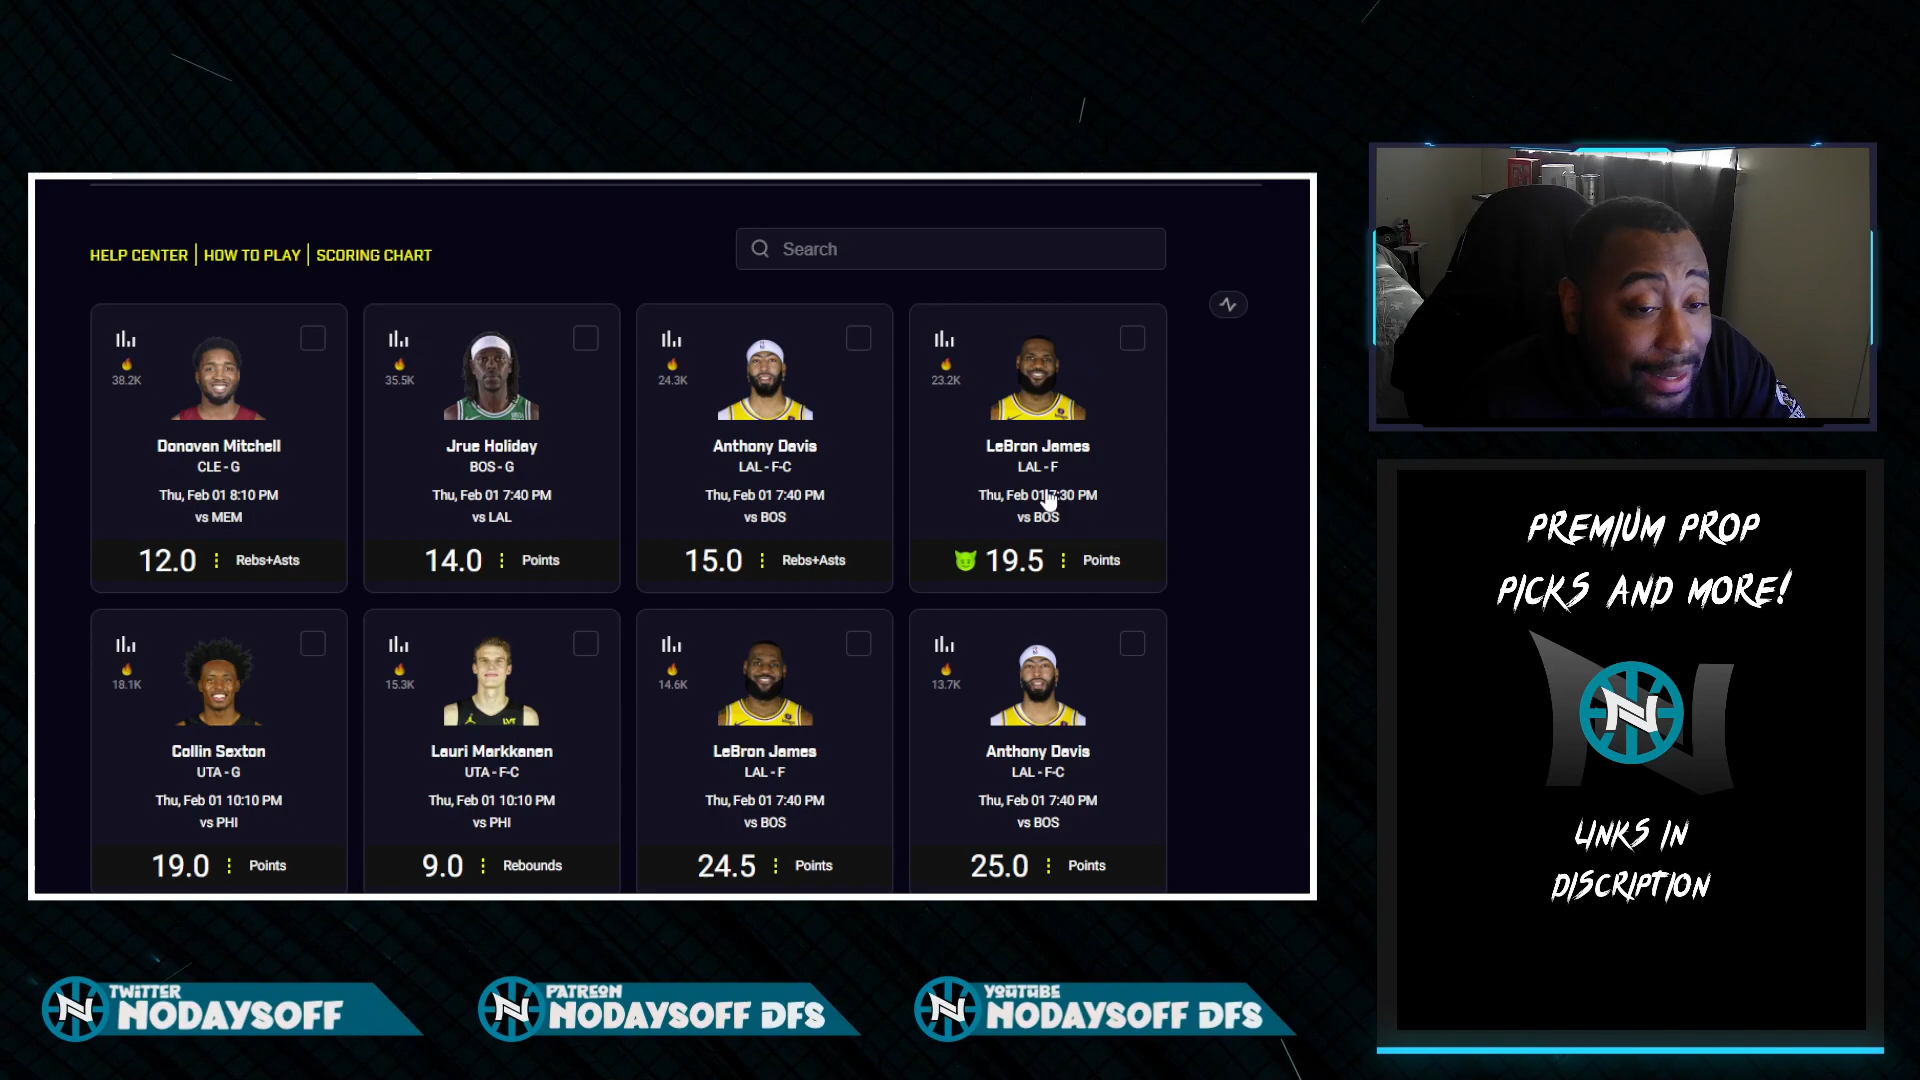 HELP CENTER | HOW TO PLAY | SCORING CHART
Search
38.2K
Donovan Mitchell
CLE - G
Thu, Feb 01 8:10 PM
vs MEM
12.0 Rebs+Asts
35.5K
Jrue Holiday
BOS - G
Thu, Feb 01 7:40 PM
vs LAL
14.0 Points
24.3K
Anthony Davis
LAL - F-C
Thu, Feb 01 7:40 PM
vs BOS
15.0 Rebs+Asts
23.2K
LeBron James
LAL - F
Thu, Feb 01 7:30 PM
vs BOS
19.5 Points
18.1K
Collin Sexton
UTA - G
Thu, Feb 01 10:10 PM
vs PHI
19.0 Points
15.3K
Lauri Markkanen
UTA - F-C
Thu, Feb 01 10:10 PM
vs PHI
9.0 Rebounds
14.6K
LeBron James
LAL - F
Thu, Feb 01 7:40 PM
vs BOS
24.5 Points
13.7K
Anthony Davis
LAL - F-C
Thu, Feb 01 7:40 PM
vs BOS
25.0 Points
PREMIUM PROP
PICKS AND MORE!
N
LINKS IN
DISCRIPTION
TWITTER
NODAYSOFF
PATREON
NODAYSOFF DFS
YOUTUBE
NODAYSOFF DFS